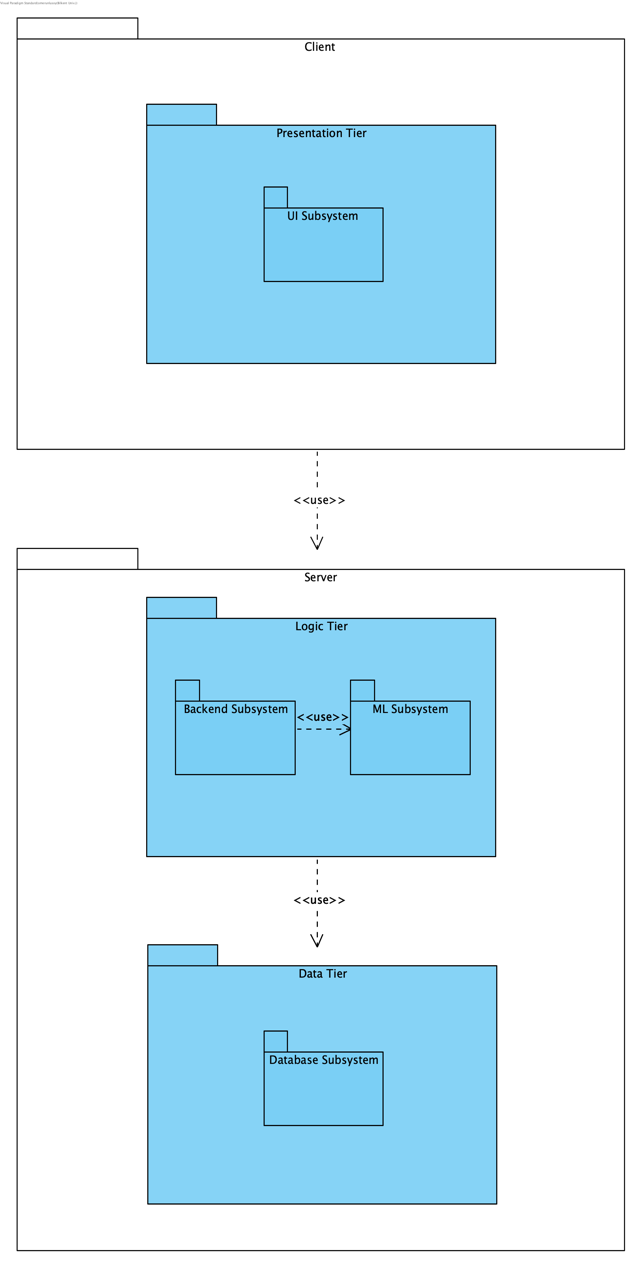 Client
Presentation Tier
UI Subsystem
<<use>>
Server
Logic Tier
Backend Subsystem
<<use>>
ML Subsystem
<<use>>
Data Tier
Database Subsystem